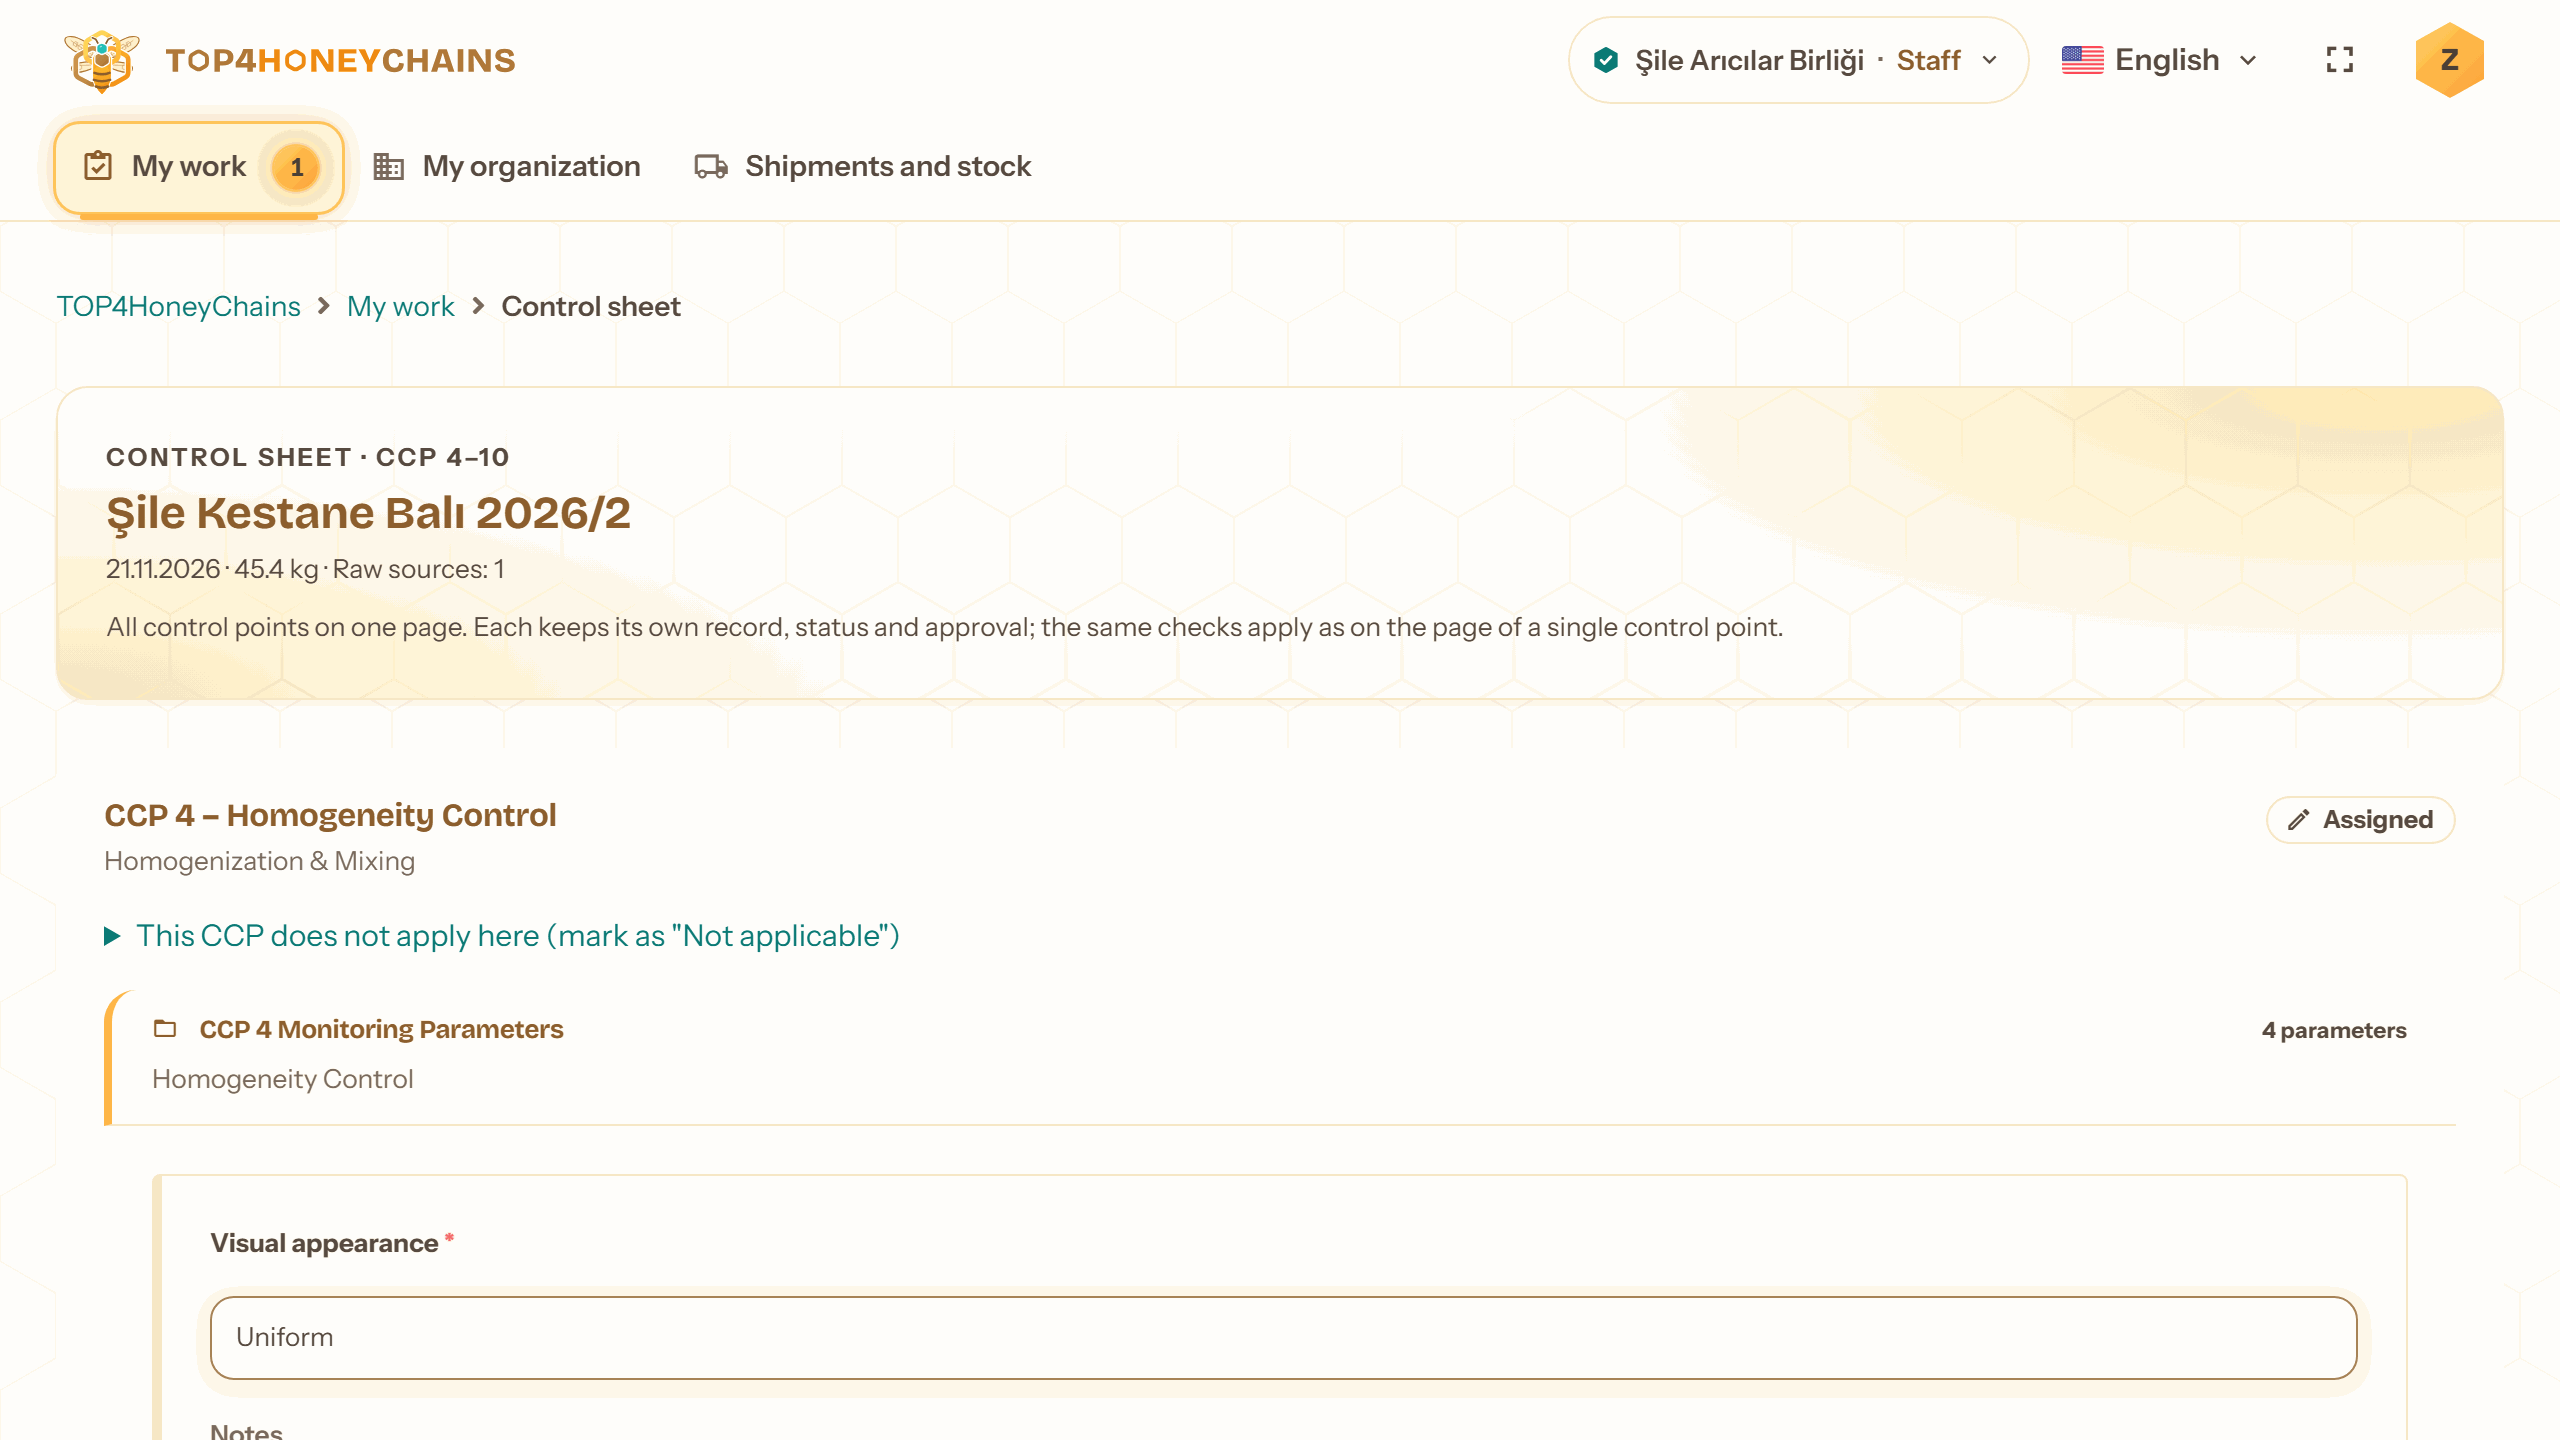 TOP4HONEYCHAINS
Şile Arıcılar Birliği · Staff
English
Z
My work 1
My organization
Shipments and stock
TOP4HoneyChains > My work > Control sheet
CONTROL SHEET · CCP 4–10
Şile Kestane Balı 2026/2
21.11.2026 · 45.4 kg · Raw sources: 1
All control points on one page. Each keeps its own record, status and approval; the same checks apply as on the page of a single control point.
CCP 4 – Homogeneity Control
Assigned
Homogenization & Mixing
This CCP does not apply here (mark as "Not applicable")
CCP 4 Monitoring Parameters
4 parameters
Homogeneity Control
Visual appearance *
Uniform
Notes